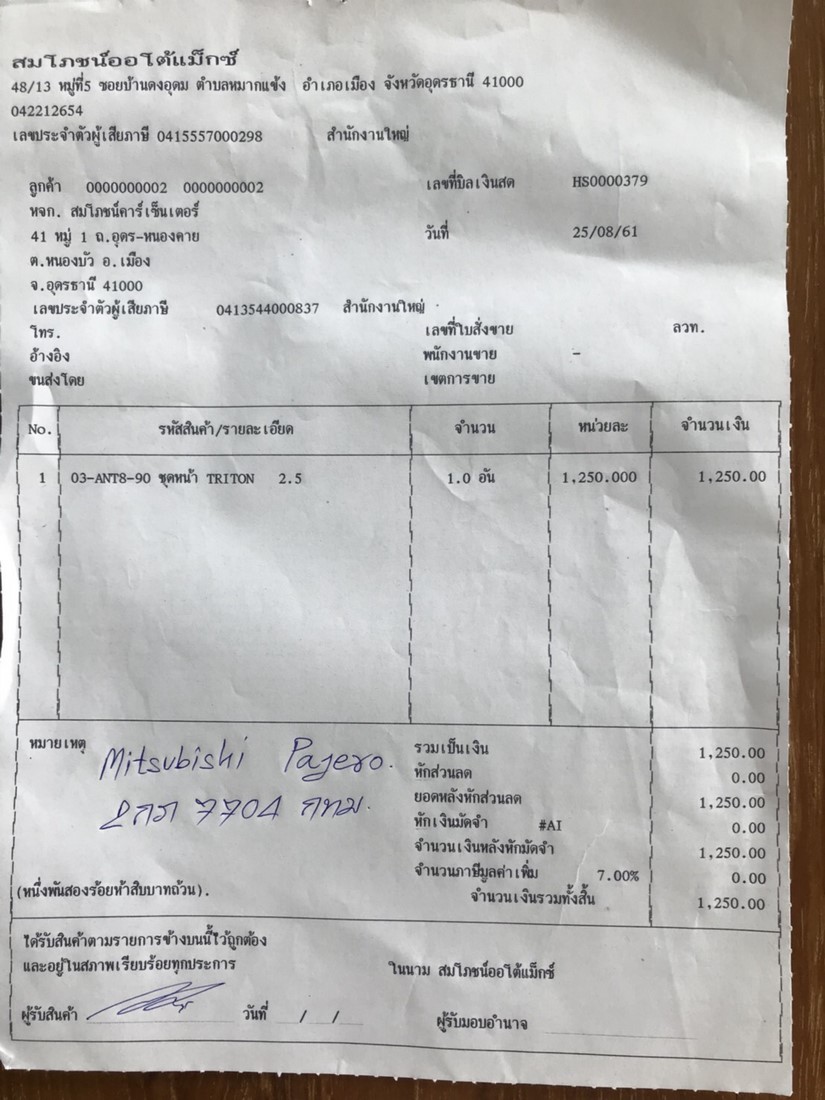 สมโภชน์ออโต้แม็กซ์
48/13 หมู่ที่5 ซอยบ้านดงอุดม ตำบลหมากแข้ง อำเภอเมือง จังหวัดอุดรธานี 41000
042212654
เลขประจำตัวผู้เสียภาษี 0415557000298 สำนักงานใหญ่
ลูกค้า 0000000002 0000000002 เลขที่บิลเงินสด HS0000379
หจก. สมโภชน์คาร์เซ็นเตอร์
41 หมู่ 1 ถ.อุดร-หนองคาย วันที่ 25/08/61
ต.หนองบัว อ.เมือง
จ.อุดรธานี 41000
เลขประจำตัวผู้เสียภาษี 0413544000837 สำนักงานใหญ่
โทร. เลขที่ใบสั่งขาย ลวท.
อ้างอิง พนักงานขาย -
ขนส่งโดย เขตการขาย
No. รหัสสินค้า/รายละเอียด จำนวน หน่วยละ จำนวนเงิน
1 03-ANT8-90 ชุดหน้า TRITON 2.5 1.0 อัน 1,250.000 1,250.00
หมายเหตุ Mitsubishi Pajero. รวมเป็นเงิน 1,250.00
หักส่วนลด 0.00
2กภ 7704 กทม. ยอดหลังหักส่วนลด 1,250.00
หักเงินมัดจำ #AI 0.00
จำนวนเงินหลังหักมัดจำ 1,250.00
จำนวนภาษีมูลค่าเพิ่ม 7.00% 0.00
(หนึ่งพันสองร้อยห้าสิบบาทถ้วน). จำนวนเงินรวมทั้งสิ้น 1,250.00
ได้รับสินค้าตามรายการข้างบนนี้ไว้ถูกต้อง
และอยู่ในสภาพเรียบร้อยทุกประการ ในนาม สมโภชน์ออโต้แม็กซ์
ผู้รับสินค้า วันที่ / / ผู้รับมอบอำนาจ